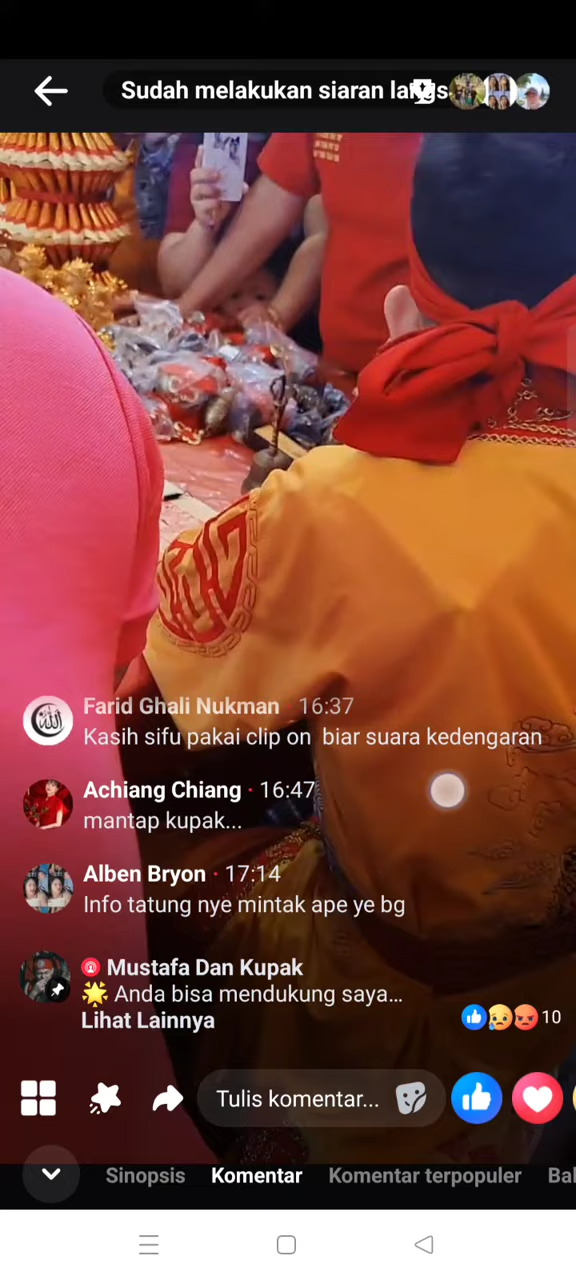 Sudah melakukan siaran langs
Farid Ghali Nukman 16:37
Kasih sifu pakai clip on biar suara kedengaran
Achiang Chiang · 16:47
mantap kupak...
Alben Bryon · 17:14
Info tatung nye mintak ape ye bg
Mustafa Dan Kupak
🌟 Anda bisa mendukung saya...
Lihat Lainnya
10
Tulis komentar...
Sinopsis Komentar Komentar terpopuler Bal